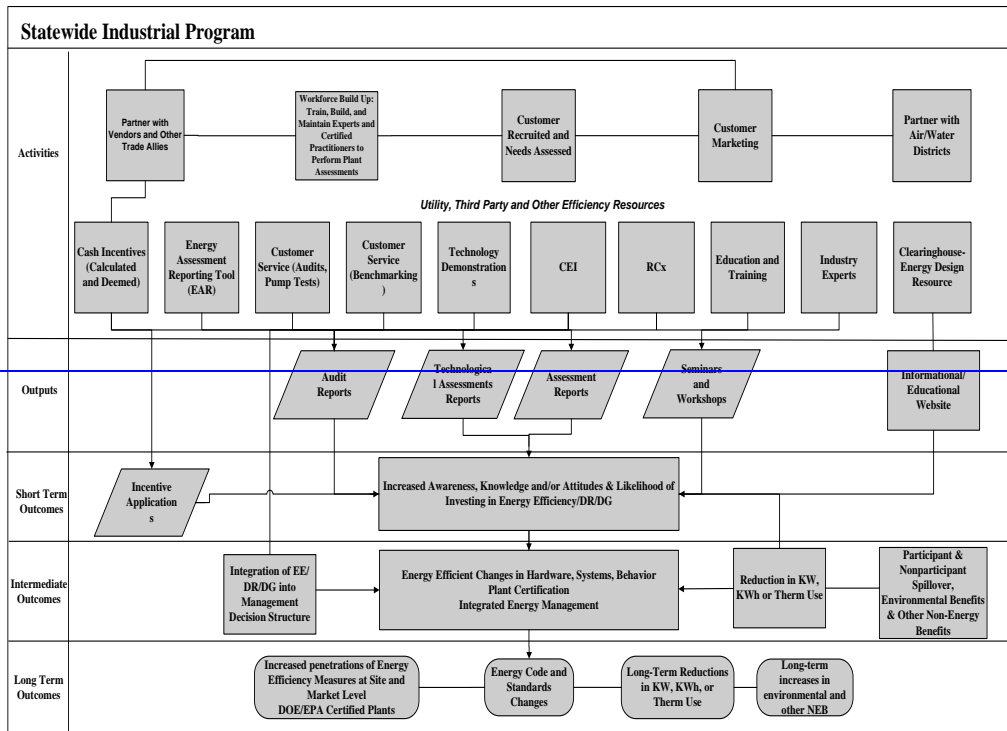 Statewide Industrial Program
Activities
Partner with
Vendors and Other
Trade Allies
Workforce Build Up:
Train, Build, and
Maintain Experts and
Certified
Practitioners to
Perform Plant
Assessments
Customer
Recruited and
Needs Assessed
Customer
Marketing
Partner with
Air/Water
Districts
Utility, Third Party and Other Efficiency Resources
Cash Incentives
(Calculated
and Deemed)
Energy
Assessment
Reporting Tool
(EAR)
Customer
Service (Audits,
Pump Tests)
Customer
Service
(Benchmarking
)
Technology
Demonstration
s
CEI
RCx
Education and
Training
Industry
Experts
Clearinghouse-
Energy Design
Resource
Outputs
Audit
Reports
Technologica
l Assessments
Reports
Assessment
Reports
Seminars
and
Workshops
Informational/
Educational
Website
Short Term
Outcomes
Incentive
Application
s
Increased Awareness, Knowledge and/or Attitudes & Likelihood of
Investing in Energy Efficiency/DR/DG
Intermediate
Outcomes
Integration of EE/
DR/DG into
Management
Decision Structure
Energy Efficient Changes in Hardware, Systems, Behavior
Plant Certification
Integrated Energy Management
Reduction in KW,
KWh or Therm Use
Participant &
Nonparticipant
Spillover,
Environmental Benefits
& Other Non-Energy
Benefits
Long Term
Outcomes
Increased penetrations of Energy
Efficiency Measures at Site and
Market Level
DOE/EPA Certified Plants
Energy Code and
Standards
Changes
Long-Term Reductions
in KW, KWh, or
Therm Use
Long-term
increases in
environmental and
other NEB